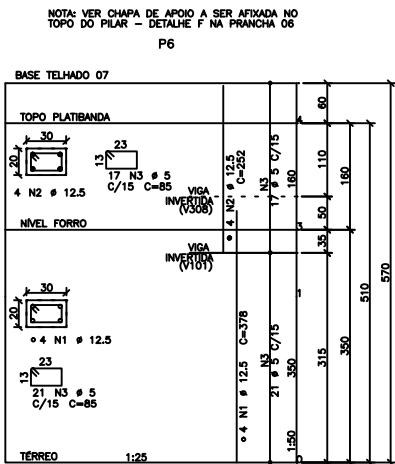 NOTA: VER CHAPA DE APOIO A SER AFIXADA NO
TOPO DO PILAR – DETALHE F NA PRANCHA 06
P6
BASE TELHADO 07
TOPO PLATIBANDA
30
20
4 N2 ø 12.5
23
13
17 N3 ø 5
C/15 C=85
VIGA
INVERTIDA
(V308)
NÍVEL FORRO
VIGA
INVERTIDA
(V101)
30
20
4 N1 ø 12.5
23
13
21 N3 ø 5
C/15 C=85
TÉRREO
1:25
4 N2 ø 12.5
C=252
N3
17 ø 5 C/15
160
4 N1 ø 12.5 C=378
N3
21 ø 5 C/15
350
1:50
4
3
1
0
60
110
50
35
315
160
350
510
570